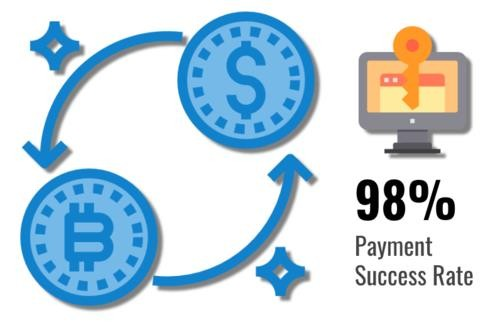 $
98%
Payment
Success Rate